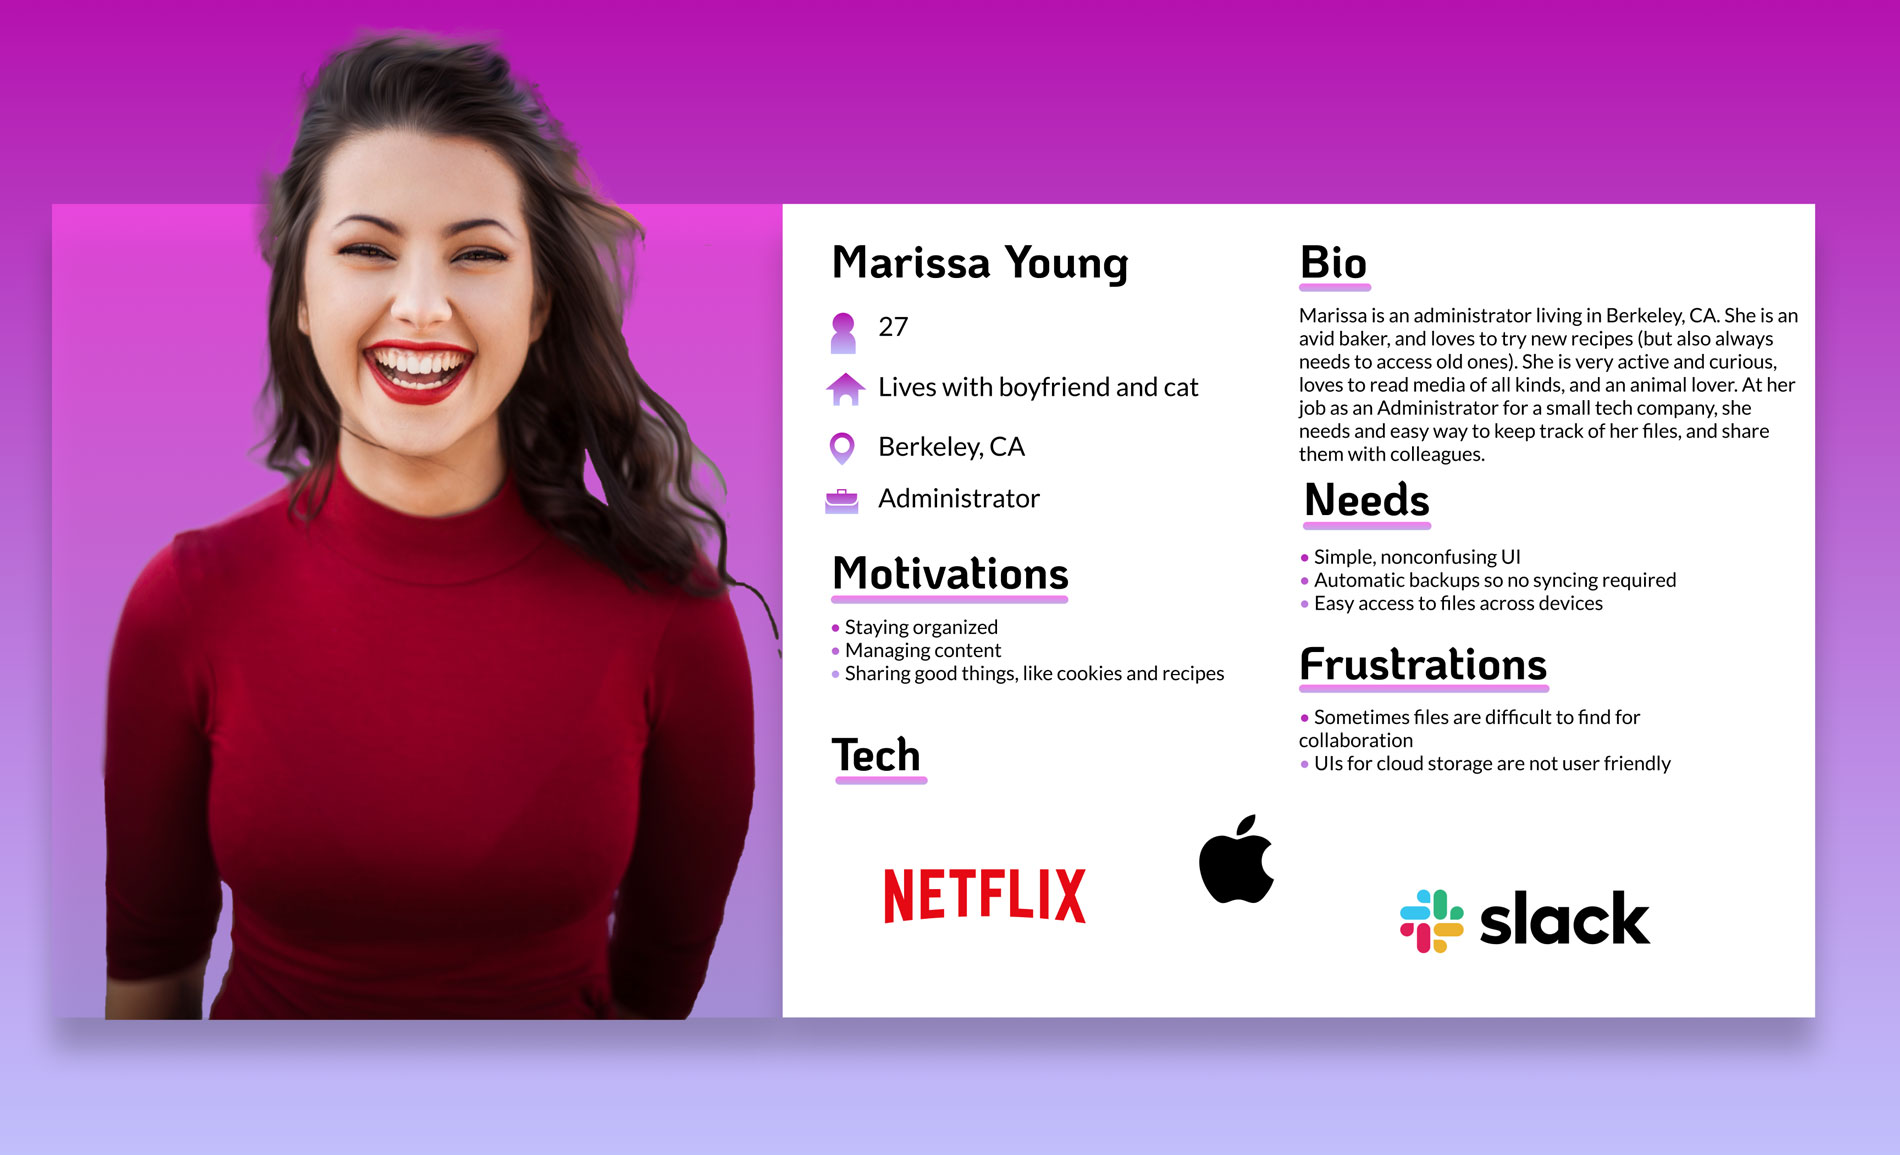 Marissa Young
27
Lives with boyfriend and cat
Berkeley, CA
Administrator
Motivations
• Staying organized
• Managing content
• Sharing good things, like cookies and recipes
Tech
NETFLIX
Bio
Marissa is an administrator living in Berkeley, CA. She is an
avid baker, and loves to try new recipes (but also always
needs to access old ones). She is very active and curious,
loves to read media of all kinds, and an animal lover. At her
job as an Administrator for a small tech company, she
needs and easy way to keep track of her files, and share
them with colleagues.
Needs
• Simple, nonconfusing UI
• Automatic backups so no syncing required
• Easy access to files across devices
Frustrations
• Sometimes files are difficult to find for
collaboration
• UIs for cloud storage are not user friendly
slack